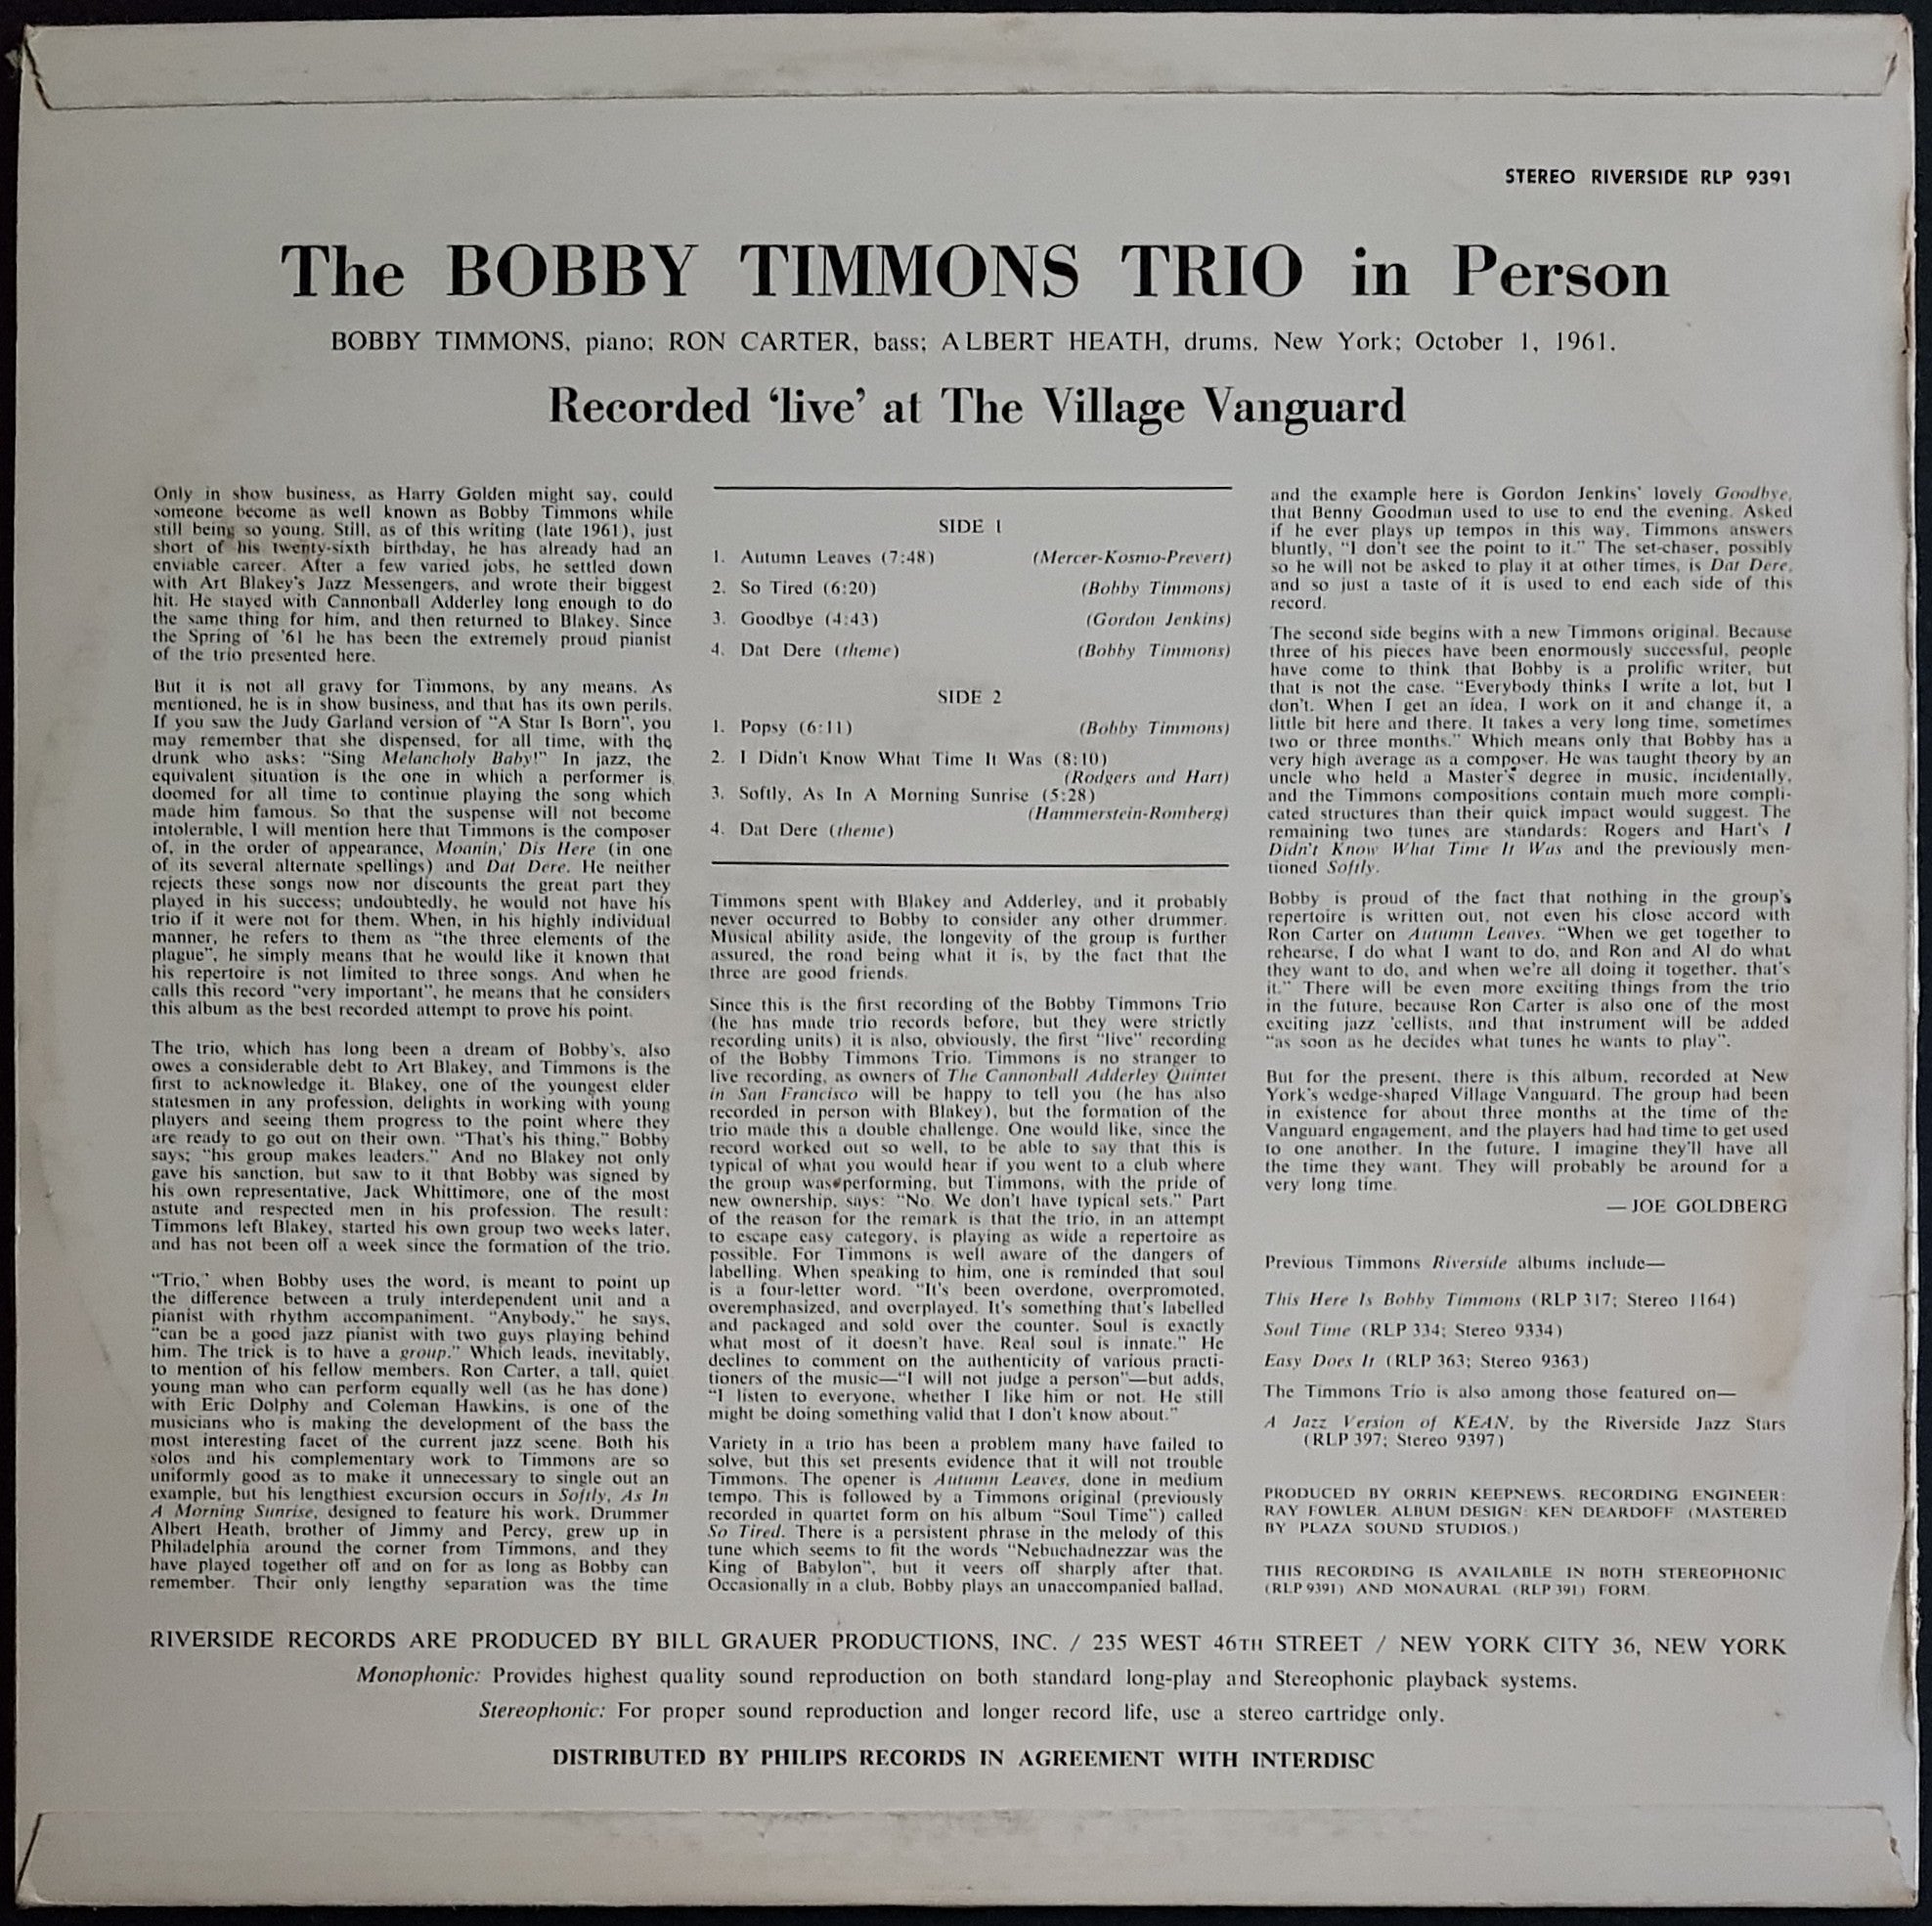 STEREO RIVERSIDE RLP 9391
The BOBBY TIMMONS TRIO in Person
BOBBY TIMMONS, piano; RON CARTER, bass; ALBERT HEATH, drums. New York; October 1, 1961.
Recorded ‘live’ at The Village Vanguard
Only in show business, as Harry Golden might say, could
someone become as well known as Bobby Timmons while
still being so young. Still, as of this writing (late 1961), just
short of his twenty-sixth birthday, he has already had an
enviable career. After a few varied jobs, he settled down
with Art Blakey's Jazz Messengers, and wrote their biggest
hit. He stayed with Cannonball Adderley long enough to do
the same thing for him, and then returned to Blakey. Since
the Spring of '61 he has been the extremely proud pianist
of the trio presented here.
But it is not all gravy for Timmons, by any means. As
mentioned, he is in show business, and that has its own perils.
If you saw the Judy Garland version of "A Star Is Born", you
may remember that she dispensed, for all time, with the
drunk who asks: "Sing Melancholy Baby!" In jazz, the
equivalent situation is the one in which a performer is
doomed for all time to continue playing the song which
made him famous. So that the suspense will not become
intolerable, I will mention here that Timmons is the composer
of, in the order of appearance, Moanin,' Dis Here (in one
of its several alternate spellings) and Dat Dere. He neither
rejects these songs now nor discounts the great part they
played in his success; undoubtedly, he would not have his
trio if it were not for them. When, in his highly individual
manner, he refers to them as "the three elements of the
plague", he simply means that he would like it known that
his repertoire is not limited to three songs. And when he
calls this record "very important", he means that he considers
this album as the best recorded attempt to prove his point.
The trio, which has long been a dream of Bobby's, also
owes a considerable debt to Art Blakey, and Timmons is the
first to acknowledge it. Blakey, one of the youngest elder
statesmen in any profession, delights in working with young
players and seeing them progress to the point where they
are ready to go out on their own. "That's his thing," Bobby
says; "his group makes leaders." And no Blakey not only
gave his sanction, but saw to it that Bobby was signed by
his own representative, Jack Whittimore, one of the most
astute and respected men in his profession. The result:
Timmons left Blakey, started his own group two weeks later,
and has not been off a week since the formation of the trio.
"Trio," when Bobby uses the word, is meant to point up
the difference between a truly interdependent unit and a
pianist with rhythm accompaniment. "Anybody," he says,
"can be a good jazz pianist with two guys playing behind
him. The trick is to have a group." Which leads, inevitably,
to mention of his fellow members. Ron Carter, a tall, quiet
young man who can perform equally well (as he has done)
with Eric Dolphy and Coleman Hawkins, is one of the
musicians who is making the development of the bass the
most interesting facet of the current jazz scene. Both his
solos and his complementary work to Timmons are so
uniformly good as to make it unnecessary to single out an
example, but his lengthiest excursion occurs in Softly, As In
A Morning Sunrise, designed to feature his work. Drummer
Albert Heath, brother of Jimmy and Percy, grew up in
Philadelphia around the corner from Timmons, and they
have played together off and on for as long as Bobby can
remember. Their only lengthy separation was the time
SIDE 1
1. Autumn Leaves (7:48) (Mercer-Kosmo-Prevert)
2. So Tired (6:20) (Bobby Timmons)
3. Goodbye (4:43) (Gordon Jenkins)
4. Dat Dere (theme) (Bobby Timmons)
SIDE 2
1. Popsy (6:11) (Bobby Timmons)
2. I Didn't Know What Time It Was (8:10)
(Rodgers and Hart)
3. Softly, As In A Morning Sunrise (5:28)
(Hammerstein-Romberg)
4. Dat Dere (theme)
Timmons spent with Blakey and Adderley, and it probably
never occurred to Bobby to consider any other drummer.
Musical ability aside, the longevity of the group is further
assured, the road being what it is, by the fact that the
three are good friends.
Since this is the first recording of the Bobby Timmons Trio
(he has made trio records before, but they were strictly
recording units) it is also, obviously, the first "live" recording
of the Bobby Timmons Trio. Timmons is no stranger to
live recording, as owners of The Cannonball Adderley Quintet
in San Francisco will be happy to tell you (he has also
recorded in person with Blakey), but the formation of the
trio made this a double challenge. One would like, since the
record worked out so well, to be able to say that this is
typical of what you would hear if you went to a club where
the group was performing, but Timmons, with the pride of
new ownership, says: "No. We don't have typical sets." Part
of the reason for the remark is that the trio, in an attempt
to escape easy category, is playing as wide a repertoire as
possible. For Timmons is well aware of the dangers of
labelling. When speaking to him, one is reminded that soul
is a four-letter word. "It's been overdone, overpromoted,
overemphasized, and overplayed. It's something that's labelled
and packaged and sold over the counter. Soul is exactly
what most of it doesn't have. Real soul is innate." He
declines to comment on the authenticity of various practi-
tioners of the music—"I will not judge a person"—but adds,
"I listen to everyone, whether I like him or not. He still
might be doing something valid that I don't know about."
Variety in a trio has been a problem many have failed to
solve, but this set presents evidence that it will not trouble
Timmons. The opener is Autumn Leaves, done in medium
tempo. This is followed by a Timmons original (previously
recorded in quartet form on his album "Soul Time") called
So Tired. There is a persistent phrase in the melody of this
tune which seems to fit the words "Nebuchadnezzar was the
King of Babylon", but it veers off sharply after that.
Occasionally in a club, Bobby plays an unaccompanied ballad,
and the example here is Gordon Jenkins' lovely Goodbye,
that Benny Goodman used to use to end the evening. Asked
if he ever plays up tempos in this way, Timmons answers
bluntly, "I don't see the point to it." The set-chaser, possibly
so he will not be asked to play it at other times, is Dat Dere,
and so just a taste of it is used to end each side of this
record.
The second side begins with a new Timmons original. Because
three of his pieces have been enormously successful, people
have come to think that Bobby is a prolific writer, but
that is not the case. "Everybody thinks I write a lot, but I
don't. When I get an idea, I work on it and change it, a
little bit here and there. It takes a very long time, sometimes
two or three months." Which means only that Bobby has a
very high average as a composer. He was taught theory by an
uncle who held a Master's degree in music, incidentally,
and the Timmons compositions contain much more compli-
cated structures than their quick impact would suggest. The
remaining two tunes are standards: Rogers and Hart's I
Didn't Know What Time It Was and the previously men-
tioned Softly.
Bobby is proud of the fact that nothing in the group's
repertoire is written out, not even his close accord with
Ron Carter on Autumn Leaves. "When we get together to
rehearse, I do what I want to do, and Ron and Al do what
they want to do, and when we're all doing it together, that's
it." There will be even more exciting things from the trio
in the future, because Ron Carter is also one of the most
exciting jazz 'cellists, and that instrument will be added
"as soon as he decides what tunes he wants to play".
But for the present, there is this album, recorded at New
York's wedge-shaped Village Vanguard. The group had been
in existence for about three months at the time of the
Vanguard engagement, and the players had had time to get used
to one another. In the future, I imagine they'll have all
the time they want. They will probably be around for a
very long time.
— JOE GOLDBERG
Previous Timmons Riverside albums include—
This Here Is Bobby Timmons (RLP 317; Stereo 1164)
Soul Time (RLP 334; Stereo 9334)
Easy Does It (RLP 363; Stereo 9363)
The Timmons Trio is also among those featured on—
A Jazz Version of KEAN, by the Riverside Jazz Stars
(RLP 397; Stereo 9397)
PRODUCED BY ORRIN KEEPNEWS. RECORDING ENGINEER:
RAY FOWLER. ALBUM DESIGN: KEN DEARDOFF (MASTERED
BY PLAZA SOUND STUDIOS.)
THIS RECORDING IS AVAILABLE IN BOTH STEREOPHONIC
(RLP 9391) AND MONAURAL (RLP 391) FORM.
RIVERSIDE RECORDS ARE PRODUCED BY BILL GRAUER PRODUCTIONS, INC. / 235 WEST 46TH STREET / NEW YORK CITY 36, NEW YORK
Monophonic: Provides highest quality sound reproduction on both standard long-play and Stereophonic playback systems.
Stereophonic: For proper sound reproduction and longer record life, use a stereo cartridge only.
DISTRIBUTED BY PHILIPS RECORDS IN AGREEMENT WITH INTERDISC